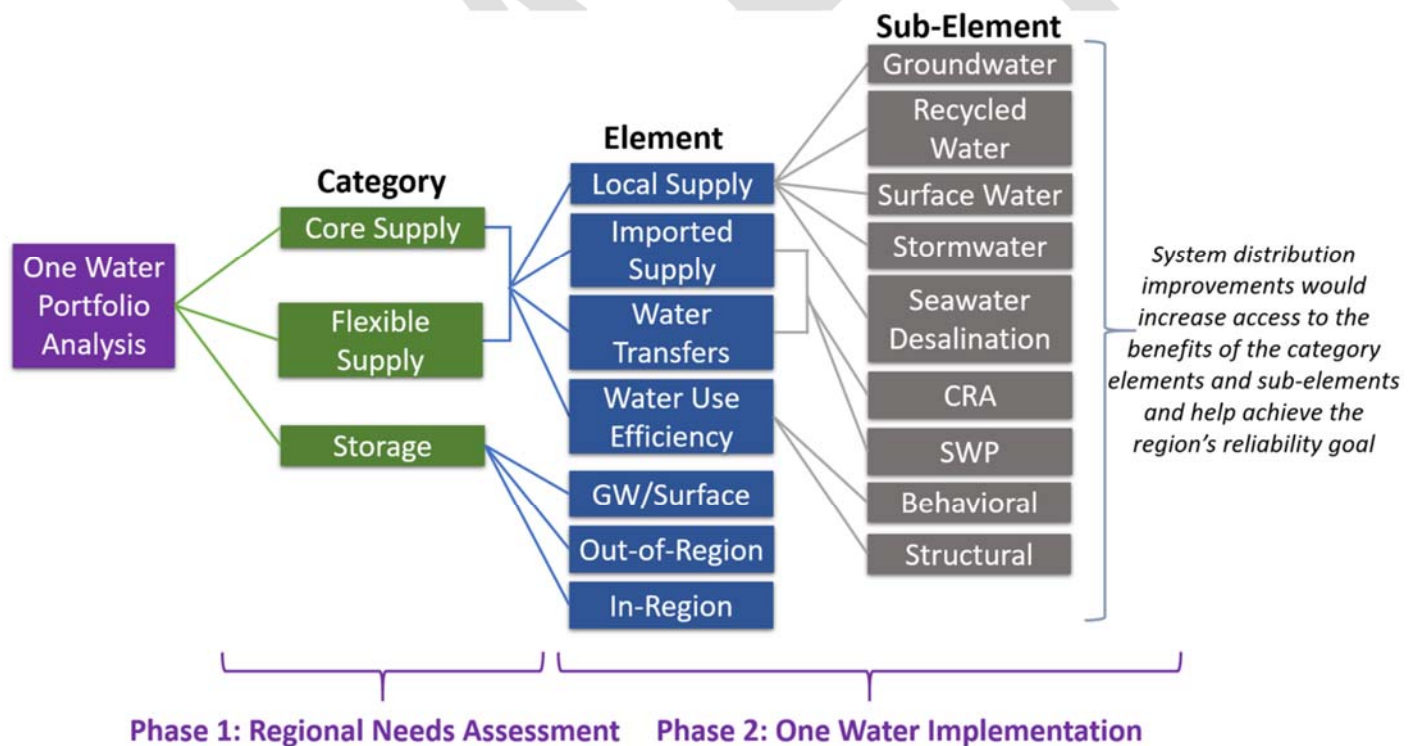 Sub-Element
Groundwater
Recycled
Water
Surface Water
Stormwater
Seawater
Desalination
CRA
SWP
Behavioral
Structural
Element
Local Supply
Imported
Supply
Water
Transfers
Water Use
Efficiency
GW/Surface
Out-of-Region
In-Region
Category
Core Supply
Flexible
Supply
Storage
One Water
Portfolio
Analysis
System distribution
improvements would
increase access to the
benefits of the category
elements and sub-elements
and help achieve the
region's reliability goal
Phase 1: Regional Needs Assessment
Phase 2: One Water Implementation